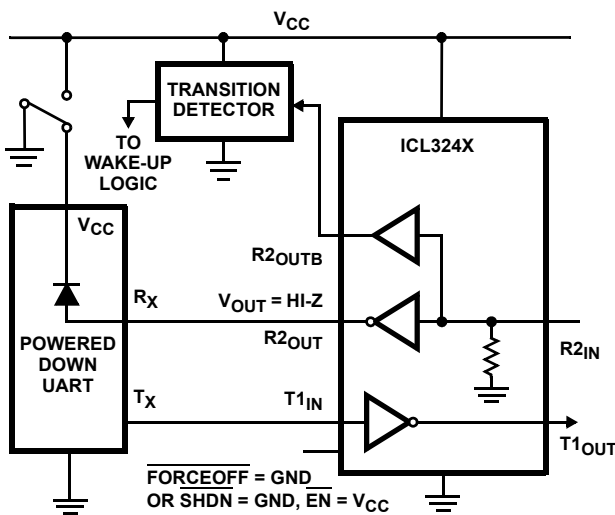 VCC
TRANSITION
DETECTOR
TO
WAKE-UP
LOGIC
ICL324X
VCC
R2OUTB
RX
VOUT = HI-Z
POWERED
DOWN
UART
R2OUT
R2IN
TX
T1IN
T1OUT
FORCEOFF = GND
OR SHDN = GND, EN = VCC